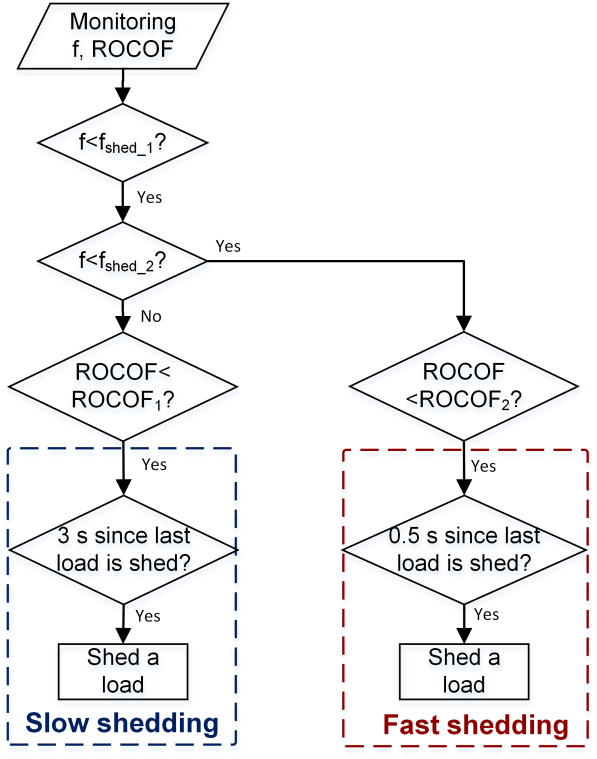 Monitoring
f, ROCOF
f<fshed_1?
Yes
f<fshed_2?
Yes
No
ROCOF<
ROCOF1?
Yes
3 s since last
load is shed?
Yes
Shed a
load
Slow shedding
ROCOF
<ROCOF2?
Yes
0.5 s since last
load is shed?
Yes
Shed a
load
Fast shedding